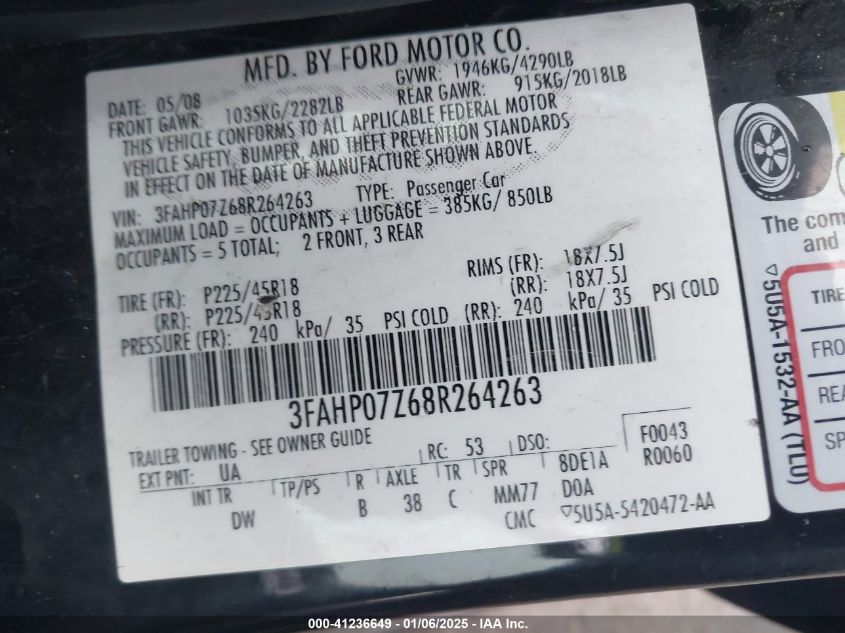 MFD. BY FORD MOTOR CO.
DATE: 05/08 GVWR: 1946KG/4290LB
FRONT GAWR: 1035KG/2282LB REAR GAWR: 915KG/2018LB
THIS VEHICLE CONFORMS TO ALL APPLICABLE FEDERAL MOTOR
VEHICLE SAFETY, BUMPER, AND THEFT PREVENTION STANDARDS
IN EFFECT ON THE DATE OF MANUFACTURE SHOWN ABOVE.
VIN: 3FAHP07Z68R264263 TYPE: Passenger Car
MAXIMUM LOAD = OCCUPANTS + LUGGAGE = 385KG/ 850LB
OCCUPANTS = 5 TOTAL; 2 FRONT, 3 REAR
TIRE (FR): P225/45R18 RIMS (FR): 18X7.5J
(RR): P225/45R18 (RR): 18X7.5J
PRESSURE (FR): 240 kPa/ 35 PSI COLD (RR): 240 kPa/ 35 PSI COLD
3FAHP07Z68R264263
TRAILER TOWING - SEE OWNER GUIDE
EXT PNT: UA RC: 53 DSO: F0043
INT TR TP/PS R AXLE TR SPR 8DE1A R0060
DW B 38 C MM77 D0A
CMC ▽5U5A-5420472-AA
The com
and
▽5U5A-1532-AA (TLU)
TIRE
FRO
REA
SP
000-41236649 - 01/06/2025 - IAA Inc.